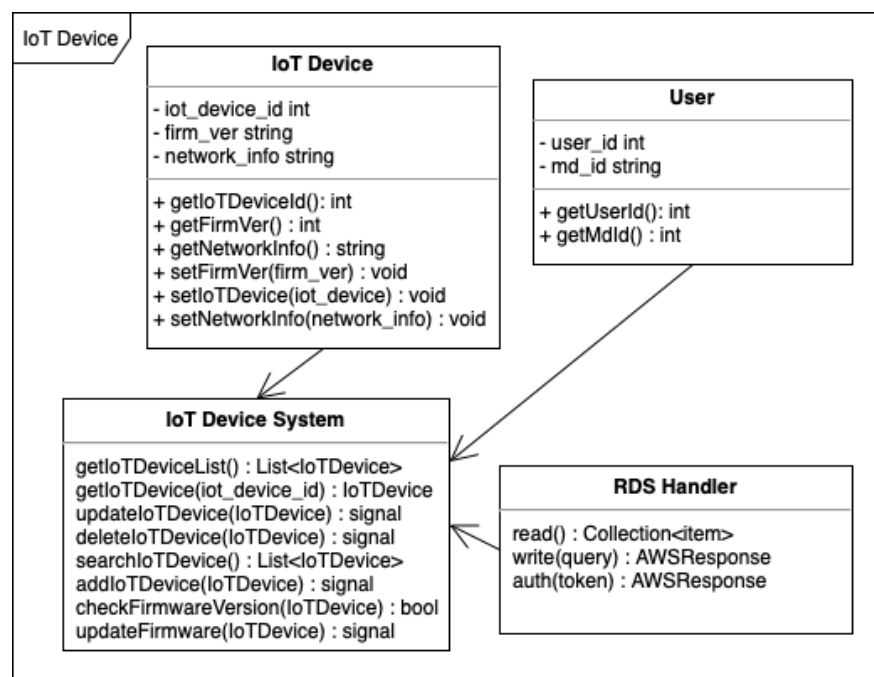 IoT Device
IoT Device
- iot_device_id int
- firm_ver string
- network_info string
+ getIoTDeviceId(): int
+ getFirmVer() : int
+ getNetworkInfo() : string
+ setFirmVer(firm_ver) : void
+ setIoTDevice(iot_device) : void
+ setNetworkInfo(network_info) : void
User
- user_id int
- md_id string
+ getUserId(): int
+ getMdId() : int
IoT Device System
getIoTDeviceList() : List<IoTDevice>
getIoTDevice(iot_device_id) : IoTDevice
updateIoTDevice(IoTDevice) : signal
deleteIoTDevice(IoTDevice) : signal
searchIoTDevice() : List<IoTDevice>
addIoTDevice(IoTDevice) : signal
checkFirmwareVersion(IoTDevice) : bool
updateFirmware(IoTDevice) : signal
RDS Handler
read() : Collection<item>
write(query) : AWSResponse
auth(token) : AWSResponse